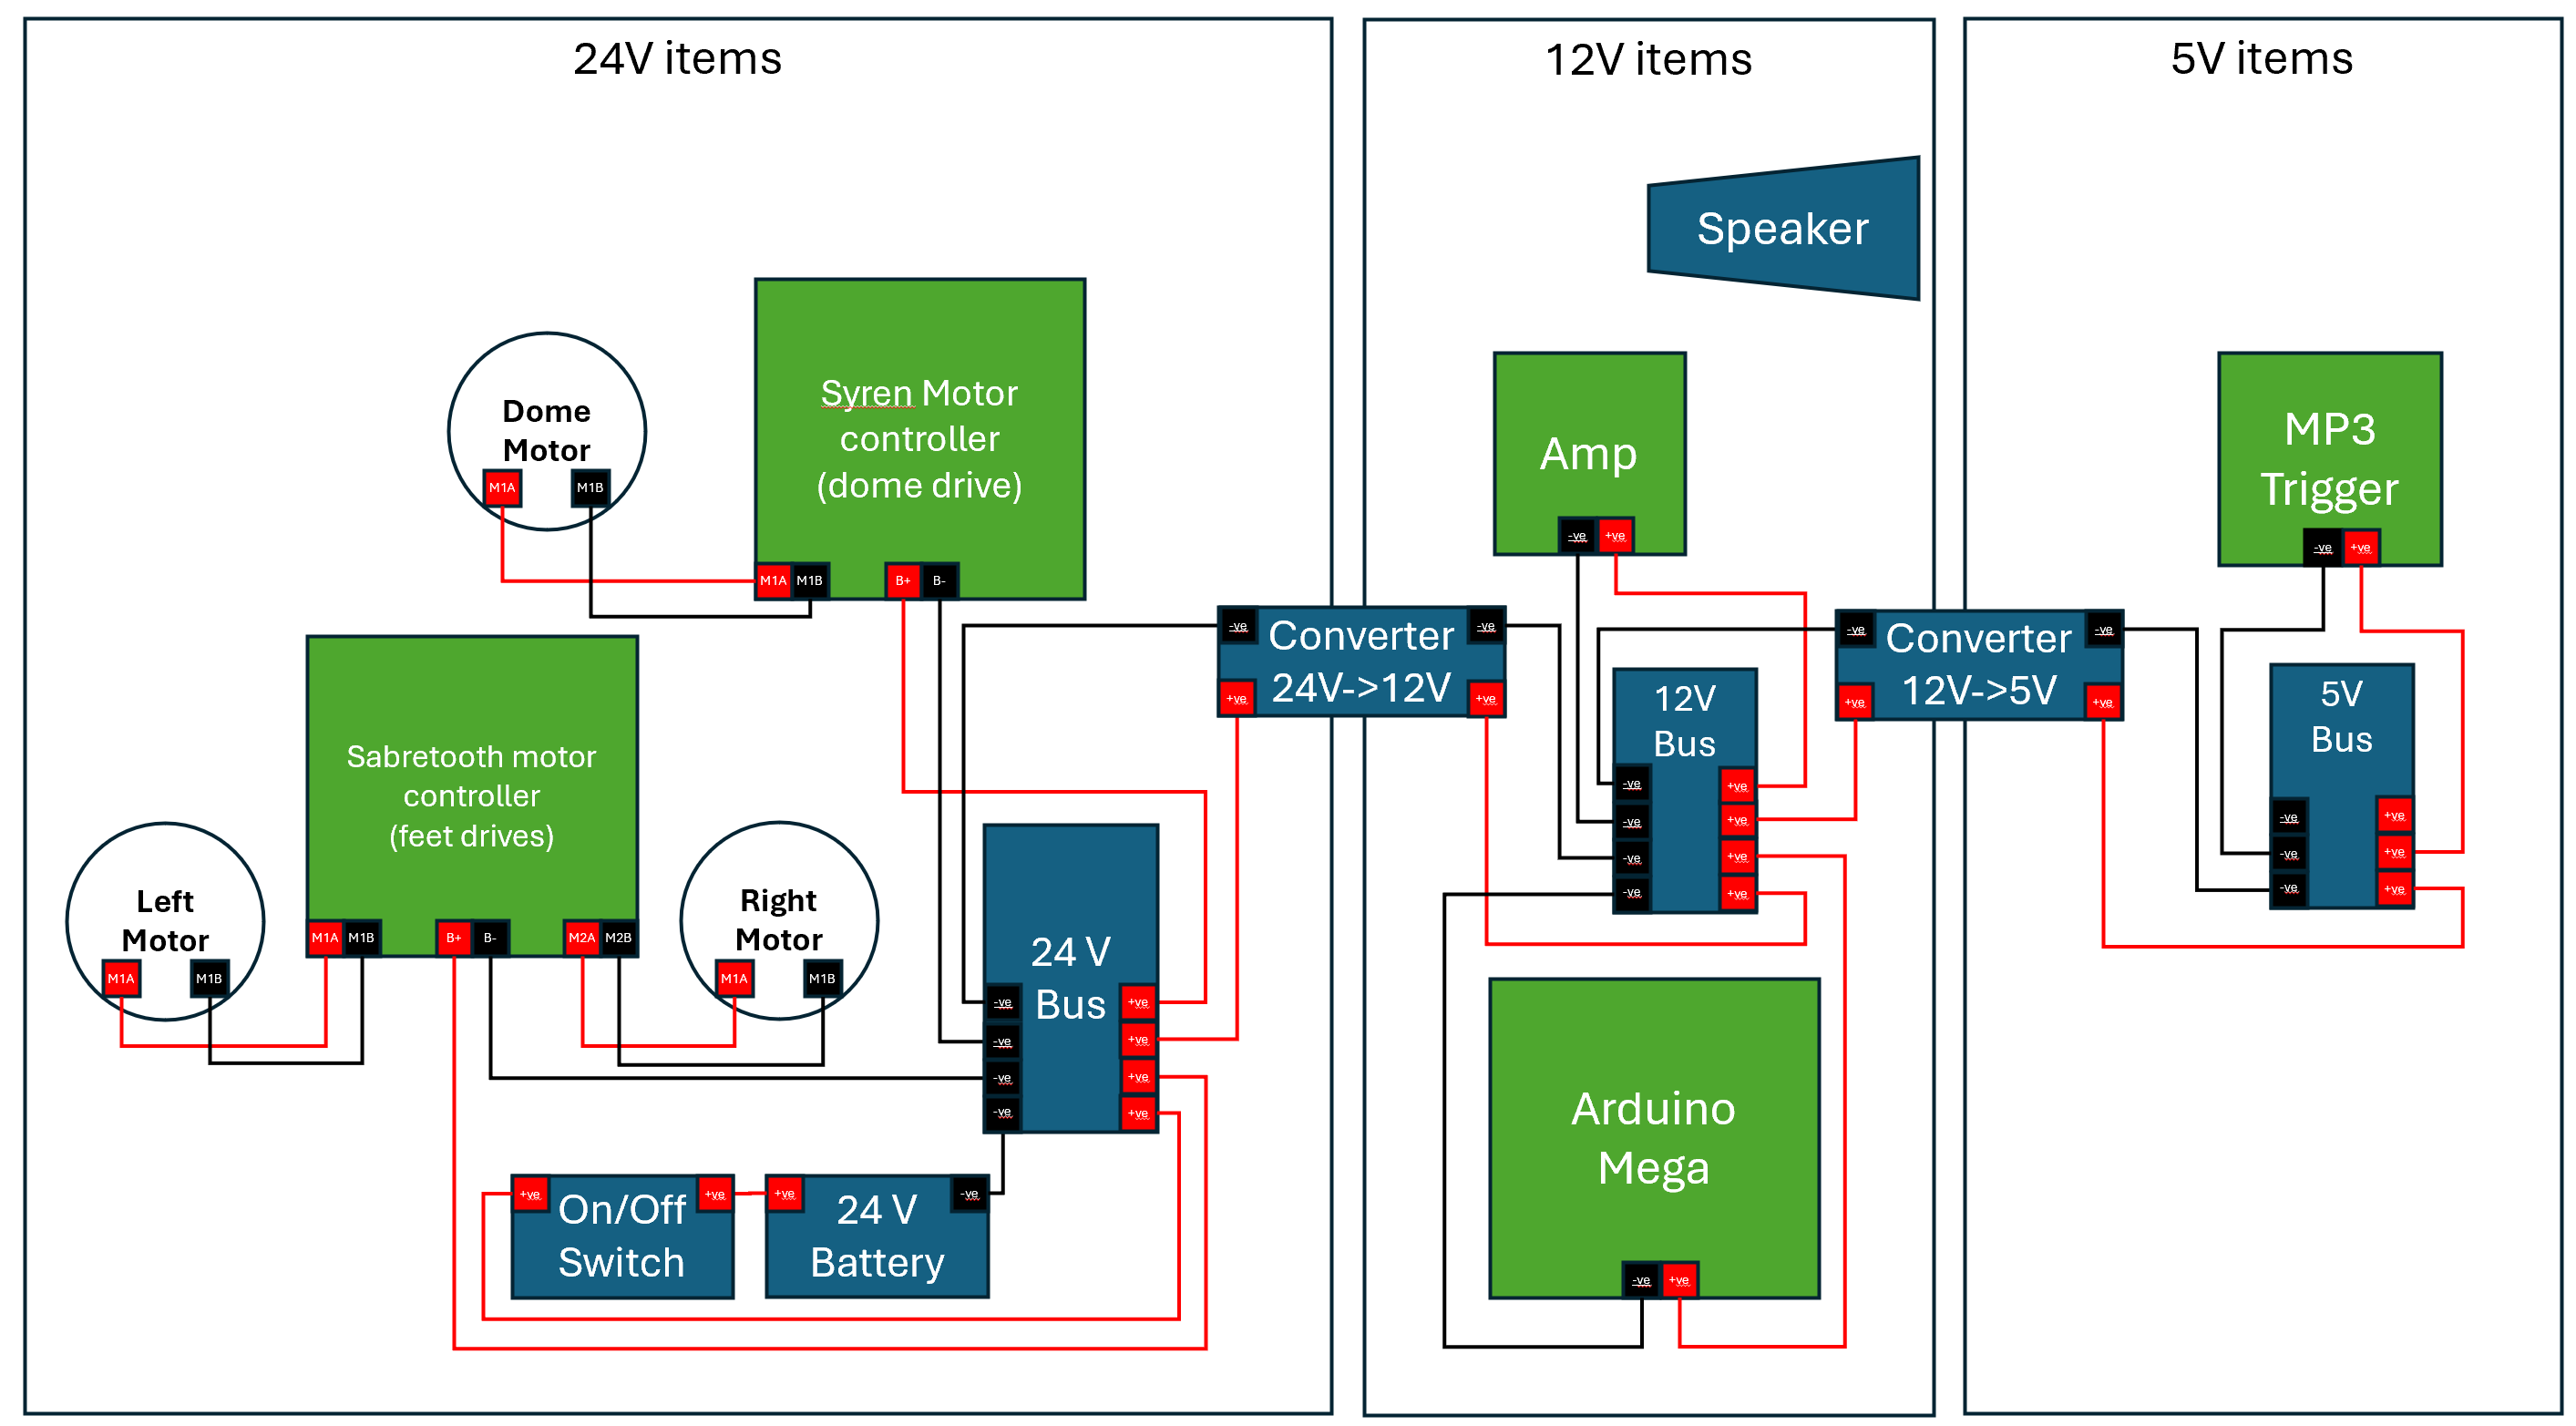 24V items
12V items
5V items
Speaker
Syren Motor
controller
(dome drive)
M1A M1B B+ B-
Dome
Motor
M1A M1B
Sabretooth motor
controller
(feet drives)
M1A M1B B+ B- M2A M2B
Left
Motor
M1A M1B
Right
Motor
M1A M1B
24 V
Bus
-ve +ve
-ve +ve
-ve +ve
-ve +ve
On/Off
Switch
+ve +ve
24 V
Battery
+ve -ve
Converter
24V->12V
-ve -ve
+ve +ve
Amp
-ve +ve
12V
Bus
-ve +ve
-ve +ve
-ve +ve
-ve +ve
Arduino
Mega
-ve +ve
Converter
12V->5V
-ve -ve
+ve +ve
MP3
Trigger
-ve +ve
5V
Bus
-ve +ve
-ve +ve
-ve +ve